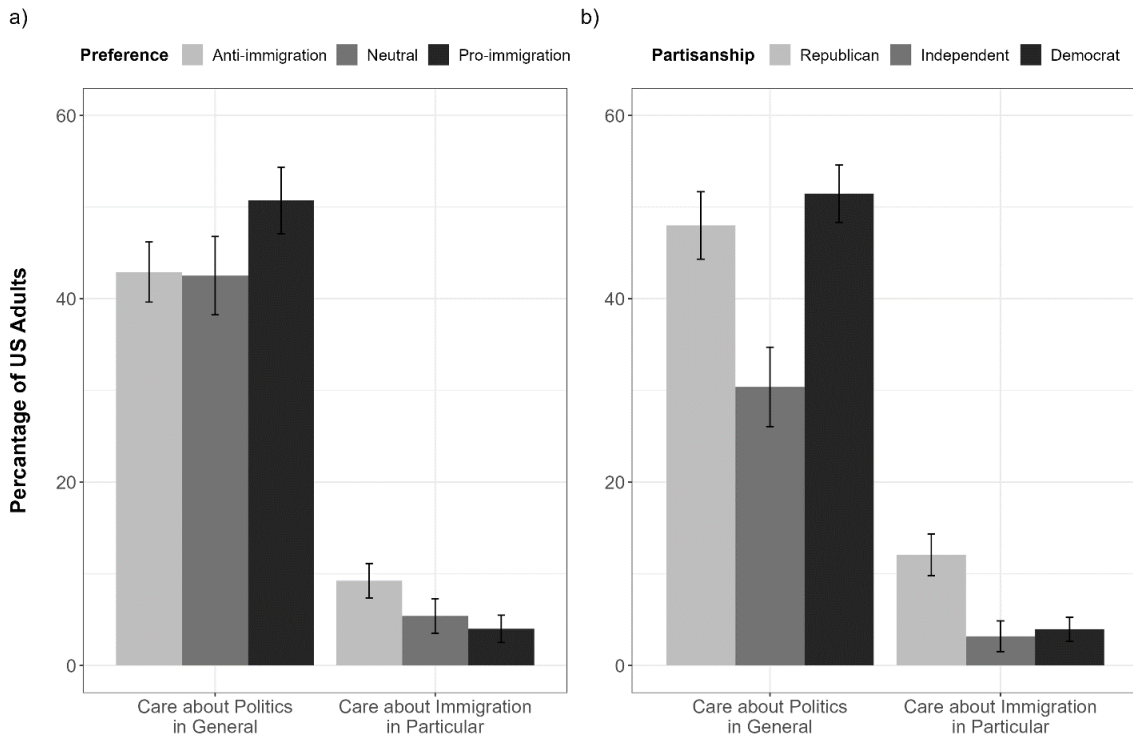 a)
Preference Anti-immigration Neutral Pro-immigration
60
40
20
0
Percantage of US Adults
Care about Politics
in General
Care about Immigration
in Particular
b)
Partisanship Republican Independent Democrat
60
40
20
0
Care about Politics
in General
Care about Immigration
in Particular